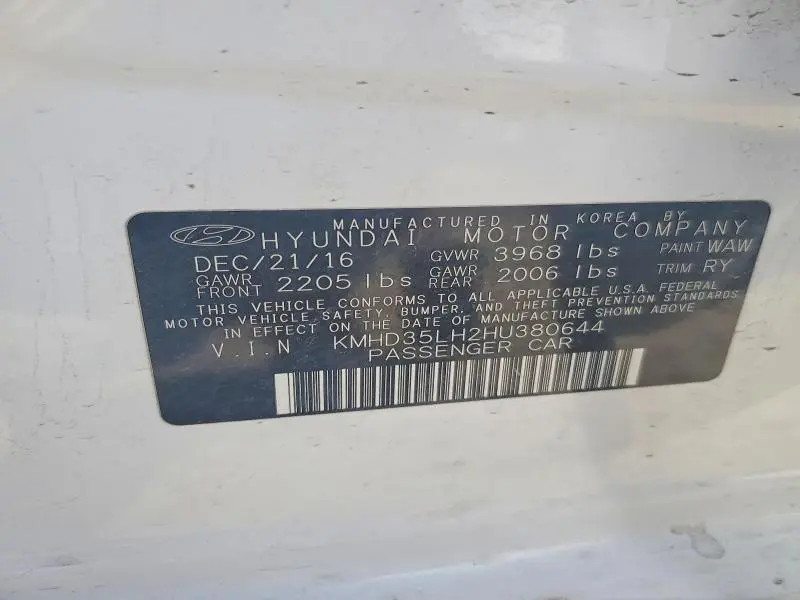 MANUFACTURED IN KOREA BY
HYUNDAI MOTOR COMPANY
DEC/21/16 GVWR 3968 lbs PAINT WAW
GAWR FRONT 2205 lbs GAWR REAR 2006 lbs TRIM RY
THIS VEHICLE CONFORMS TO ALL APPLICABLE U.S.A. FEDERAL
MOTOR VEHICLE SAFETY, BUMPER, AND THEFT PREVENTION STANDARDS
IN EFFECT ON THE DATE OF MANUFACTURE SHOWN ABOVE
V.I.N KMHD35LH2HU380644
PASSENGER CAR